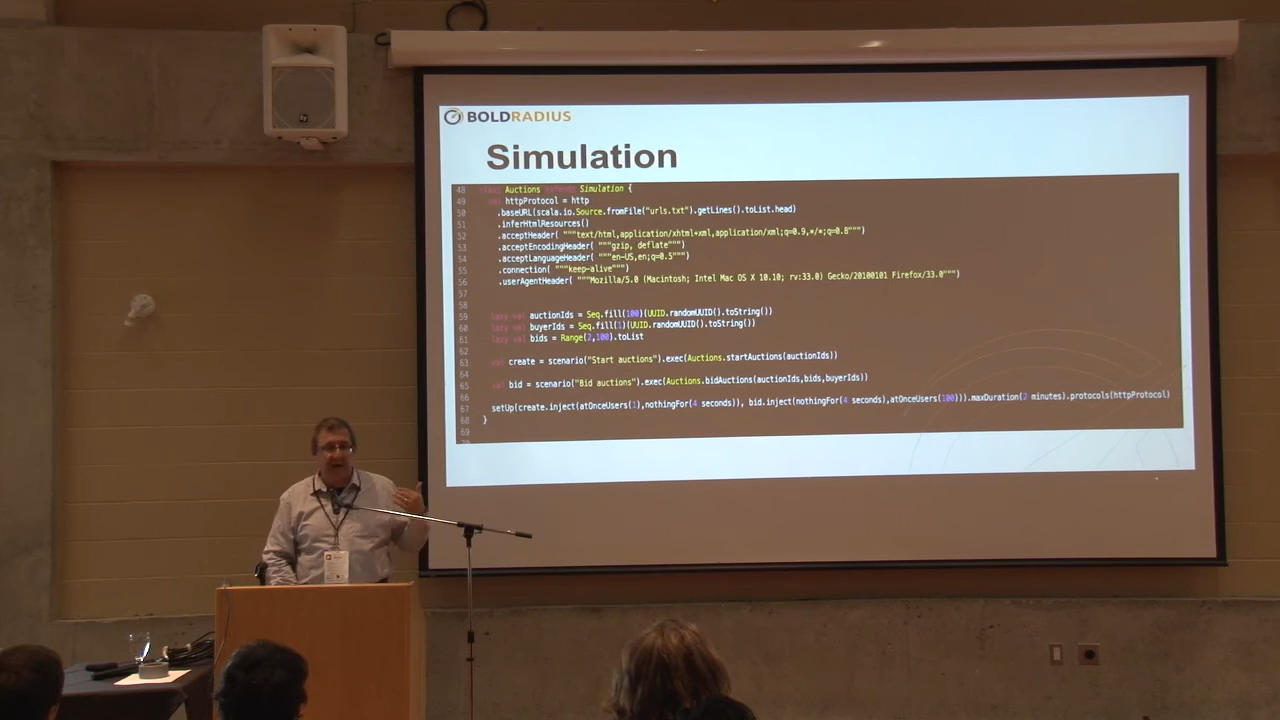 BOLDRADIUS
Simulation
48 class Auctions extends Simulation {
49 val httpProtocol = http
50 .baseURL(scala.io.Source.fromFile("urls.txt").getLines().toList.head)
51 .inferHtmlResources()
52 .acceptHeader( """text/html,application/xhtml+xml,application/xml;q=0.9,*/*;q=0.8""")
53 .acceptEncodingHeader( """gzip, deflate""")
54 .acceptLanguageHeader( """en-US,en;q=0.5""")
55 .connection( """keep-alive""")
56 .userAgentHeader( """Mozilla/5.0 (Macintosh; Intel Mac OS X 10.10; rv:33.0) Gecko/20100101 Firefox/33.0""")
57
58
59 lazy val auctionIds = Seq.fill(100)(UUID.randomUUID().toString())
60 lazy val buyerIds = Seq.fill(1)(UUID.randomUUID().toString())
61 lazy val bids = Range(2,100).toList
62
63 val create = scenario("Start auctions").exec(Auctions.startAuctions(auctionIds))
64
65 val bid = scenario("Bid auctions").exec(Auctions.bidAuctions(auctionIds,bids,buyerIds))
66
67 setUp(create.inject(atOnceUsers(1),nothingFor(4 seconds)), bid.inject(nothingFor(4 seconds),atOnceUsers(100))).maxDuration(2 minutes).protocols(httpProtocol)
68 }
69